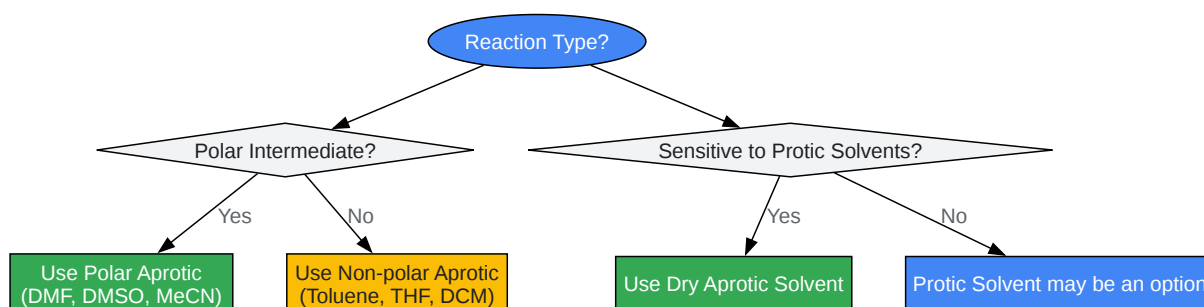 Reaction Type?
Polar Intermediate?
Sensitive to Protic Solvents?
Yes
No
Yes
No
Use Polar Aprotic
(DMF, DMSO, MeCN)
Use Non-polar Aprotic
(Toluene, THF, DCM)
Use Dry Aprotic Solvent
Protic Solvent may be an option